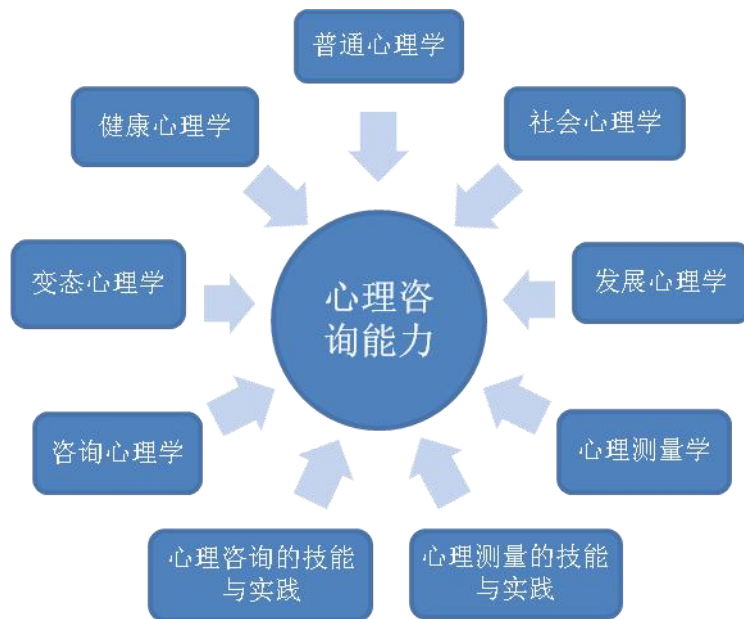 普通心理学
健康心理学
社会心理学
变态心理学
心理咨
询能力
发展心理学
咨询心理学
心理测量学
心理咨询的技能
与实践
心理测量的技能
与实践